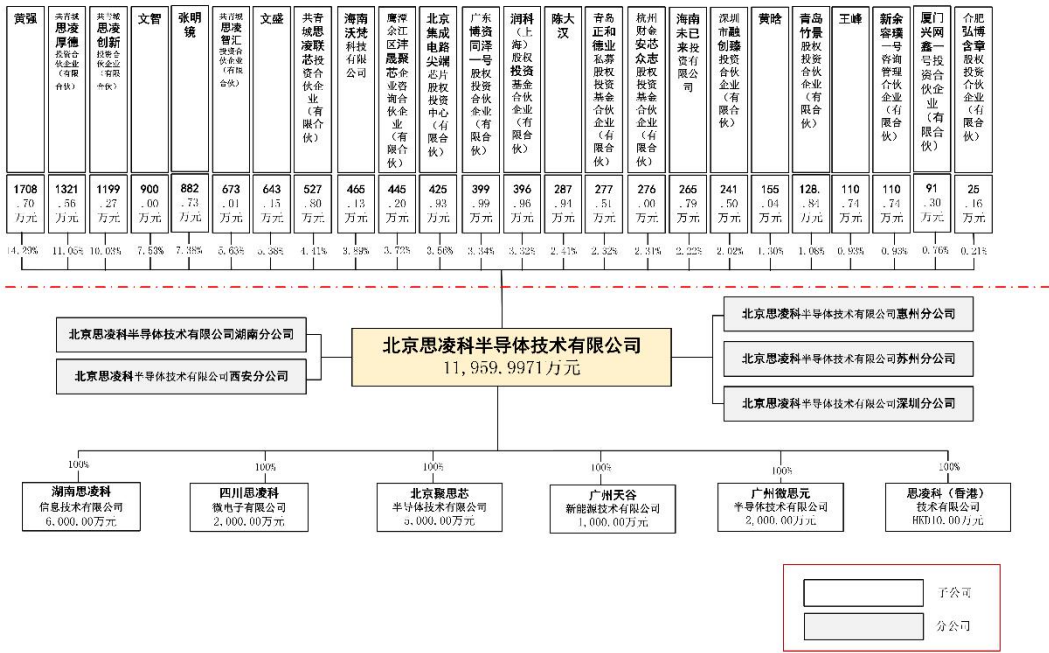 黄强
共青城
思凌
厚德
投资合
伙企业
（有限
合伙）
共青城
思凌
创新
投资合
伙企业
（有限
合伙）
文智
张明
镜
共青城
思凌
智汇
投资合
伙企业
（有限
合伙）
文盛
共青
城思
凌联
芯投
资合
伙企
业
（有
限合
伙）
海南
沃梵
科技
有限
公司
鹰潭
余江
区沣
晟聚
芯企
业咨
询合
伙企
业
（有
限合
伙）
北京
集成
电路
尖端
芯片
股权
投资
中心
（有
限合
伙）
广东
博资
同泽
一号
股权
投资
合伙
企业
（有
限合
伙）
润科
（上
海）
股权
投资
基金
合伙
企业
（有
限合
伙）
陈大
汉
青岛
正和
德业
私募
股权
投资
基金
合伙
企业
（有
限合
伙）
杭州
财金
安芯
众志
股权
投资
基金
合伙
企业
（有
限合
伙）
海南
未已
来投
资有
限公
司
深圳
市融
创臻
投资
合伙
企业
（有
限合
伙）
黄晗
青岛
竹景
股权
投资
合伙
企业
（有
限合
伙）
王峰
新余
容璞
一号
咨询
管理
合伙
企业
（有
限合
伙）
厦门
网一
兴投
鑫合
号伙
资企
业
（有
限合
伙）
合肥
弘博
含章
股权
投资
合伙
企业
（有
限合
伙）
1708.70万元
1321.56万元
1199.27万元
900.00万元
882.73万元
673.01万元
643.15万元
527.80万元
465.13万元
445.20万元
425.93万元
399.99万元
396.96万元
287.94万元
277.51万元
276.00万元
265.79万元
241.50万元
155.04万元
128.84万元
110.74万元
110.74万元
91.30万元
25.16万元
14.29% 11.05% 10.03% 7.53% 7.38% 5.63% 5.38% 4.41% 3.89% 3.72% 3.56% 3.34% 3.32% 2.41% 2.32% 2.31% 2.22% 2.02% 1.30% 1.08% 0.93% 0.93% 0.76% 0.21%
北京思凌科半导体技术有限公司湖南分公司
北京思凌科半导体技术有限公司西安分公司
北京思凌科半导体技术有限公司
11,959.9971万元
北京思凌科半导体技术有限公司惠州分公司
北京思凌科半导体技术有限公司苏州分公司
北京思凌科半导体技术有限公司深圳分公司
100% 100% 100% 100% 100% 100%
湖南思凌科
信息技术有限公司
6,000.00万元
四川思凌科
微电子有限公司
2,000.00万元
北京聚思芯
半导体技术有限公司
5,000.00万元
广州天谷
新能源技术有限公司
1,000.00万元
广州微思元
半导体技术有限公司
2,000.00万元
思凌科（香港）
技术有限公司
HKD10.00万元
子公司
分公司